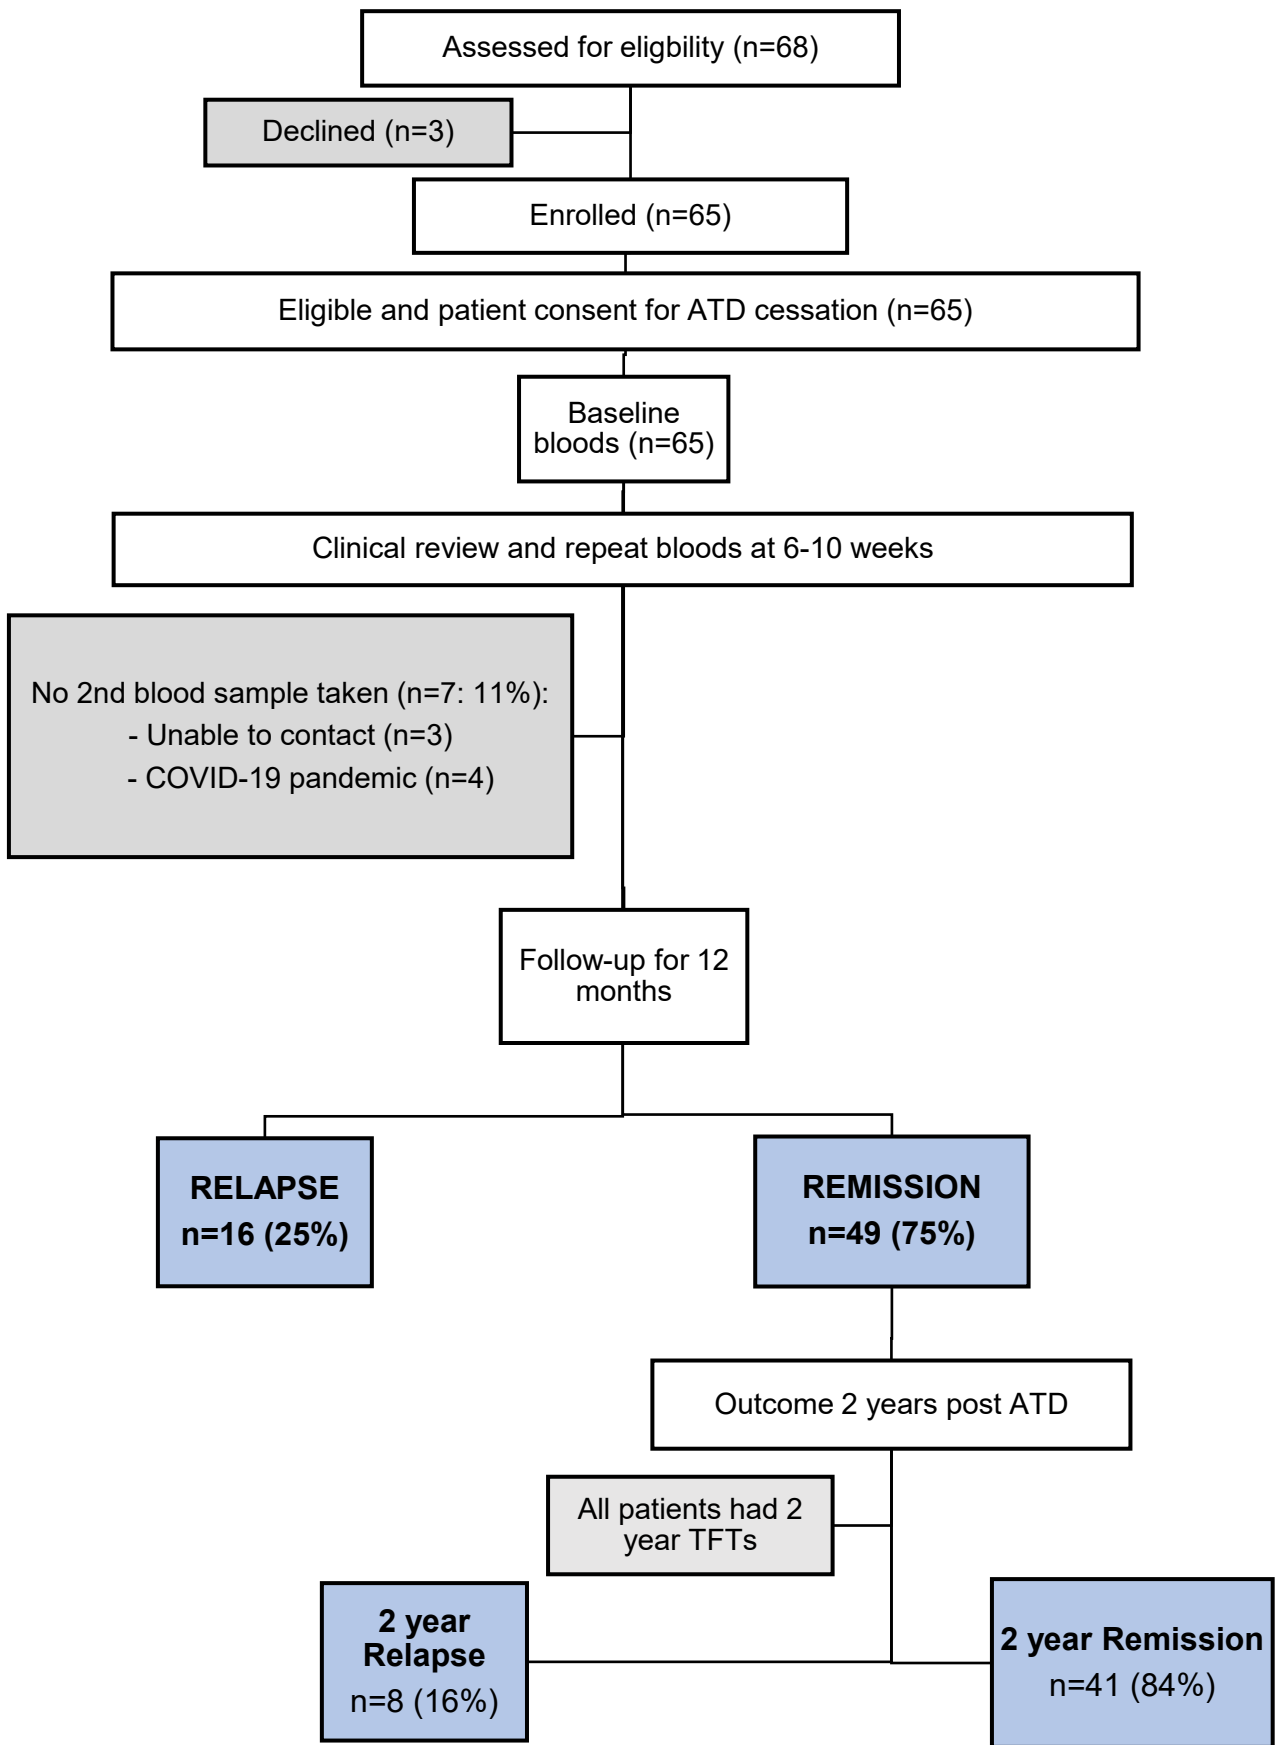 Assessed for eligbility (n=68)
Declined (n=3)
Enrolled (n=65)
Eligible and patient consent for ATD cessation (n=65)
Baseline
bloods (n=65)
Clinical review and repeat bloods at 6-10 weeks
No 2nd blood sample taken (n=7: 11%):
- Unable to contact (n=3)
- COVID-19 pandemic (n=4)
Follow-up for 12
months
RELAPSE
n=16 (25%)
REMISSION
n=49 (75%)
Outcome 2 years post ATD
All patients had 2
year TFTs
2 year
Relapse
n=8 (16%)
2 year Remission
n=41 (84%)